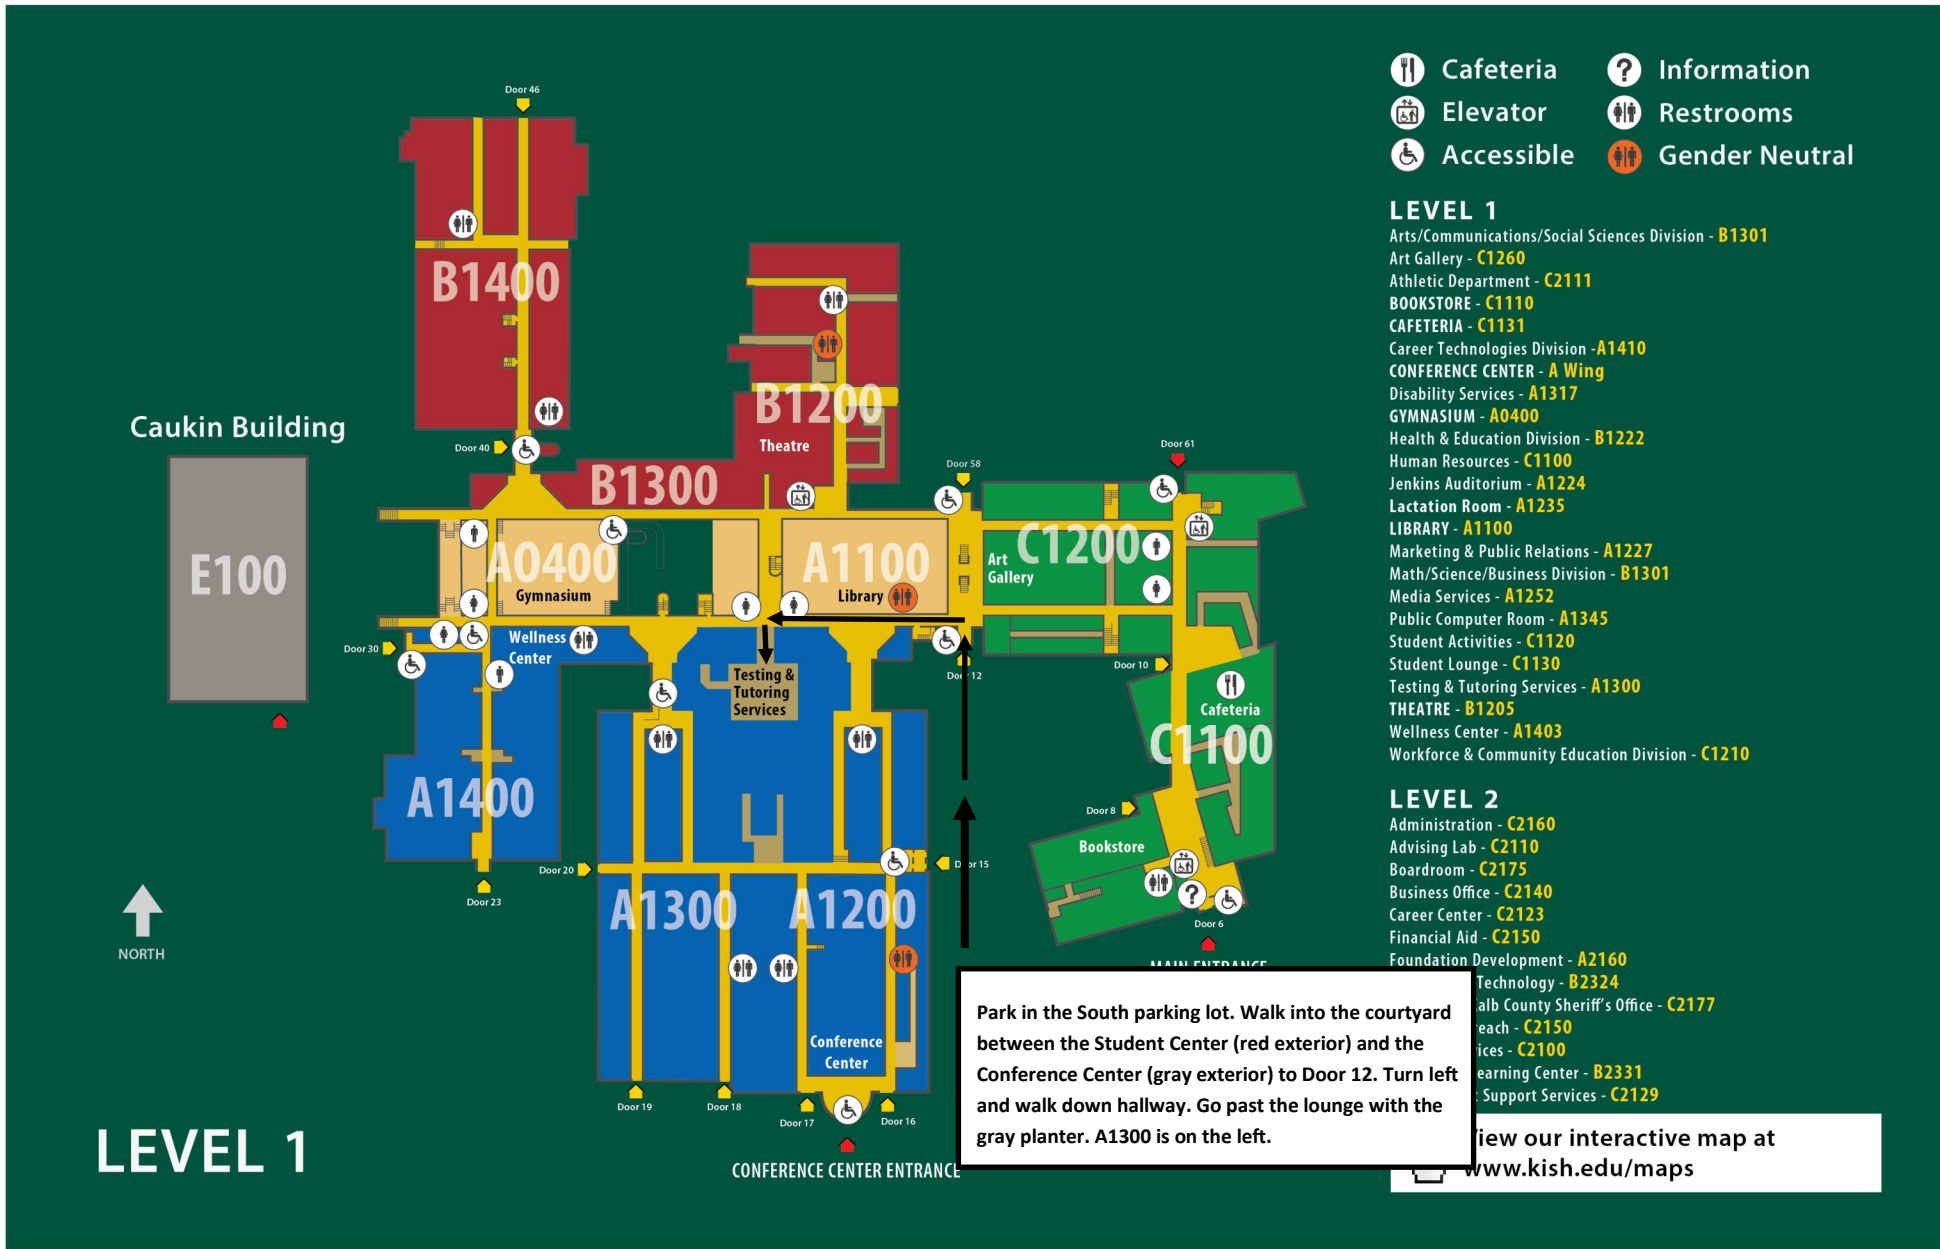 Cafeteria
Information
Elevator
Restrooms
Accessible
Gender Neutral
LEVEL 1
Arts/Communications/Social Sciences Division - B1301
Art Gallery - C1260
Athletic Department - C2111
BOOKSTORE - C1110
CAFETERIA - C1131
Career Technologies Division -A1410
CONFERENCE CENTER - A Wing
Disability Services - A1317
GYMNASIUM - A0400
Health & Education Division - B1222
Human Resources - C1100
Jenkins Auditorium - A1224
Lactation Room - A1235
LIBRARY - A1100
Marketing & Public Relations - A1227
Math/Science/Business Division - B1301
Media Services - A1252
Public Computer Room - A1345
Student Activities - C1120
Student Lounge - C1130
Testing & Tutoring Services - A1300
THEATRE - B1205
Wellness Center - A1403
Workforce & Community Education Division - C1210
LEVEL 2
Administration - C2160
Advising Lab - C2110
Boardroom - C2175
Business Office - C2140
Career Center - C2123
Financial Aid - C2150
Foundation Development - A2160
Technology - B2324
County Sheriff's Office - C2177
- C2150
- C2100
Center - B2331
Support Services - C2129
our interactive map at
www.kish.edu/maps
Door 46
B1400
Door 40
Caukin Building
E100
B1200
Theatre
B1300
Door 58
Door 61
A0400
Gymnasium
A1100
Library
Art
Gallery
C1200
Door 30
Wellness
Center
Testing &
Tutoring
Services
Door 12
Door 10
Cafeteria
C1100
A1400
Door 8
Bookstore
Door 20
Door 15
Door 23
A1300
A1200
Door 6
MAIN ENTRANCE
NORTH
Conference
Center
Door 19
Door 18
Door 17
Door 16
CONFERENCE CENTER ENTRANCE
LEVEL 1
Park in the South parking lot. Walk into the courtyard
between the Student Center (red exterior) and the
Conference Center (gray exterior) to Door 12. Turn left
and walk down hallway. Go past the lounge with the
gray planter. A1300 is on the left.